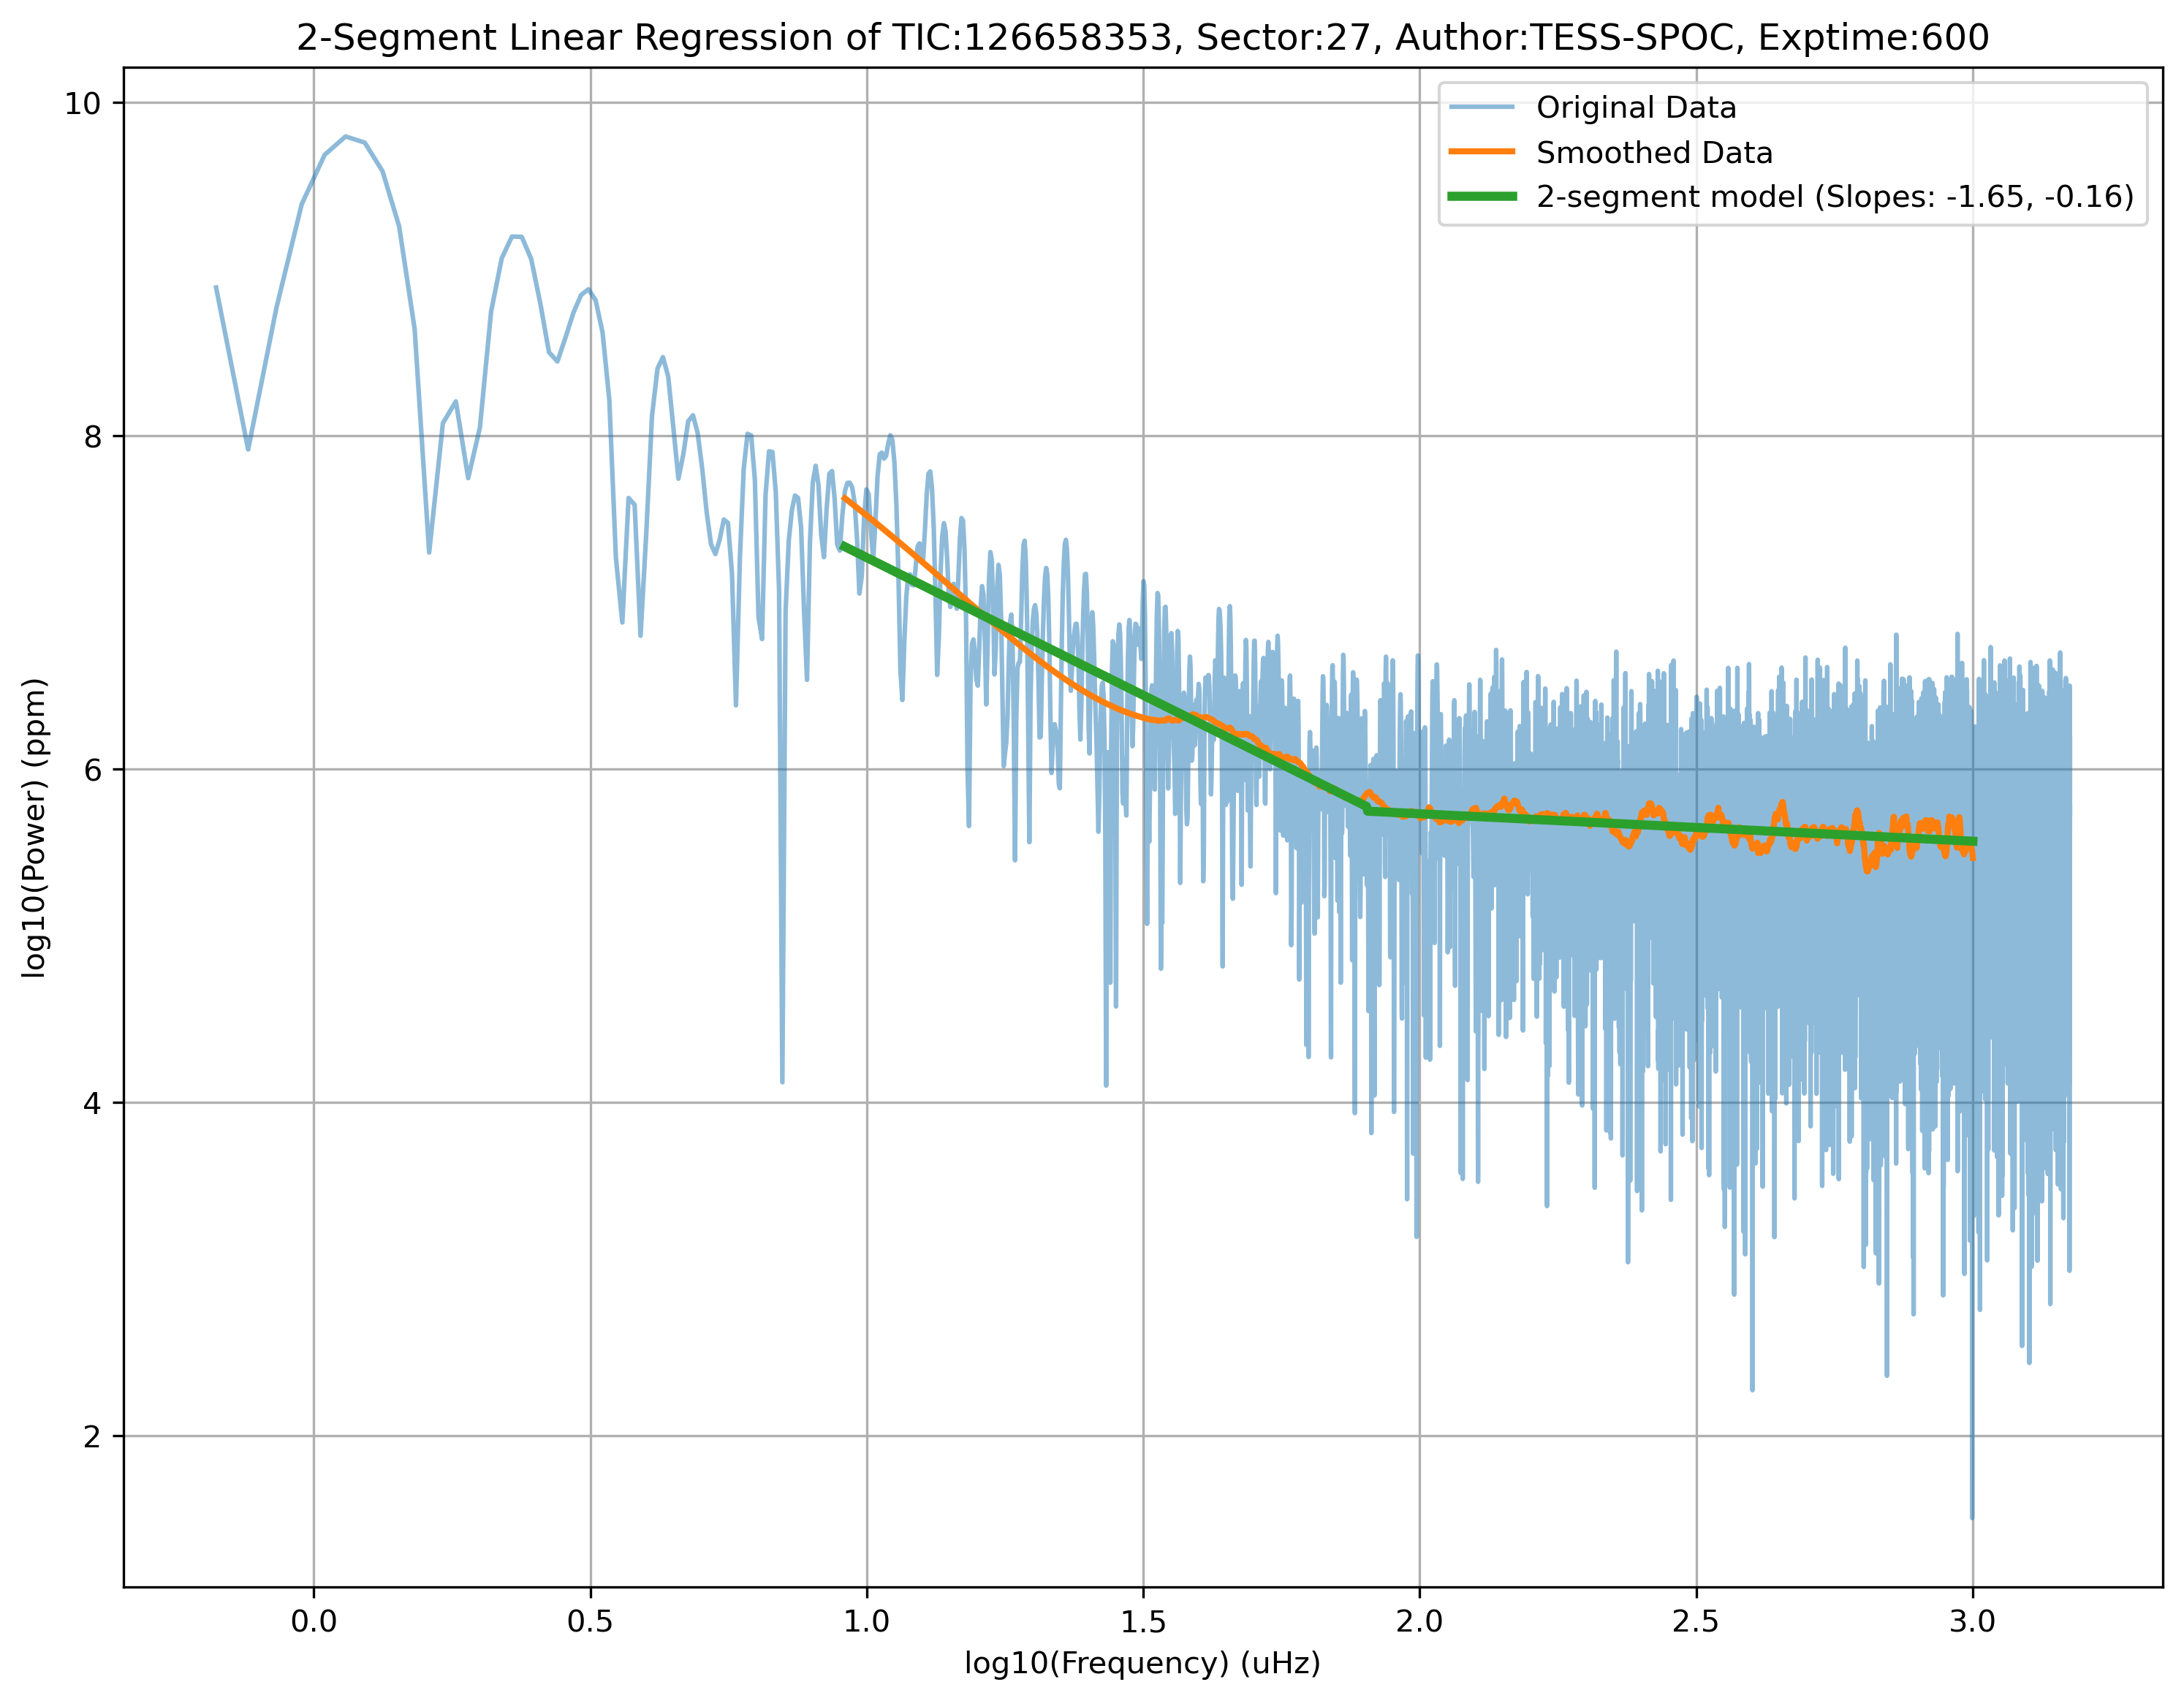 2-Segment Linear Regression of TIC:126658353, Sector:27, Author:TESS-SPOC, Exptime:600
Original Data
Smoothed Data
2-segment model (Slopes: -1.65, -0.16)
log10(Power) (ppm)
10
8
6
4
2
0.0 0.5 1.0 1.5 2.0 2.5 3.0
log10(Frequency) (uHz)